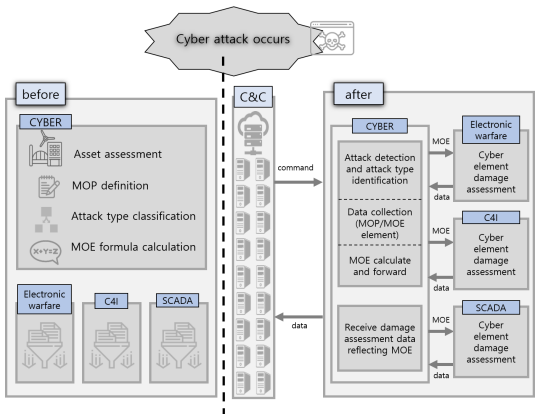 Cyber attack occurs
before
CYBER
Asset assessment
MOP definition
Attack type classification
X+Y=Z
MOE formula calculation
Electronic
warfare
C4I
SCADA
C&C
command
data
after
CYBER
Attack detection
and attack type
identification
Data collection
(MOP/MOE
element)
MOE calculate
and forward
Receive damage
assessment data
reflecting MOE
MOE
data
Electronic
warfare
Cyber
element
damage
assessment
MOE
data
C4I
Cyber
element
damage
assessment
MOE
data
SCADA
Cyber
element
damage
assessment